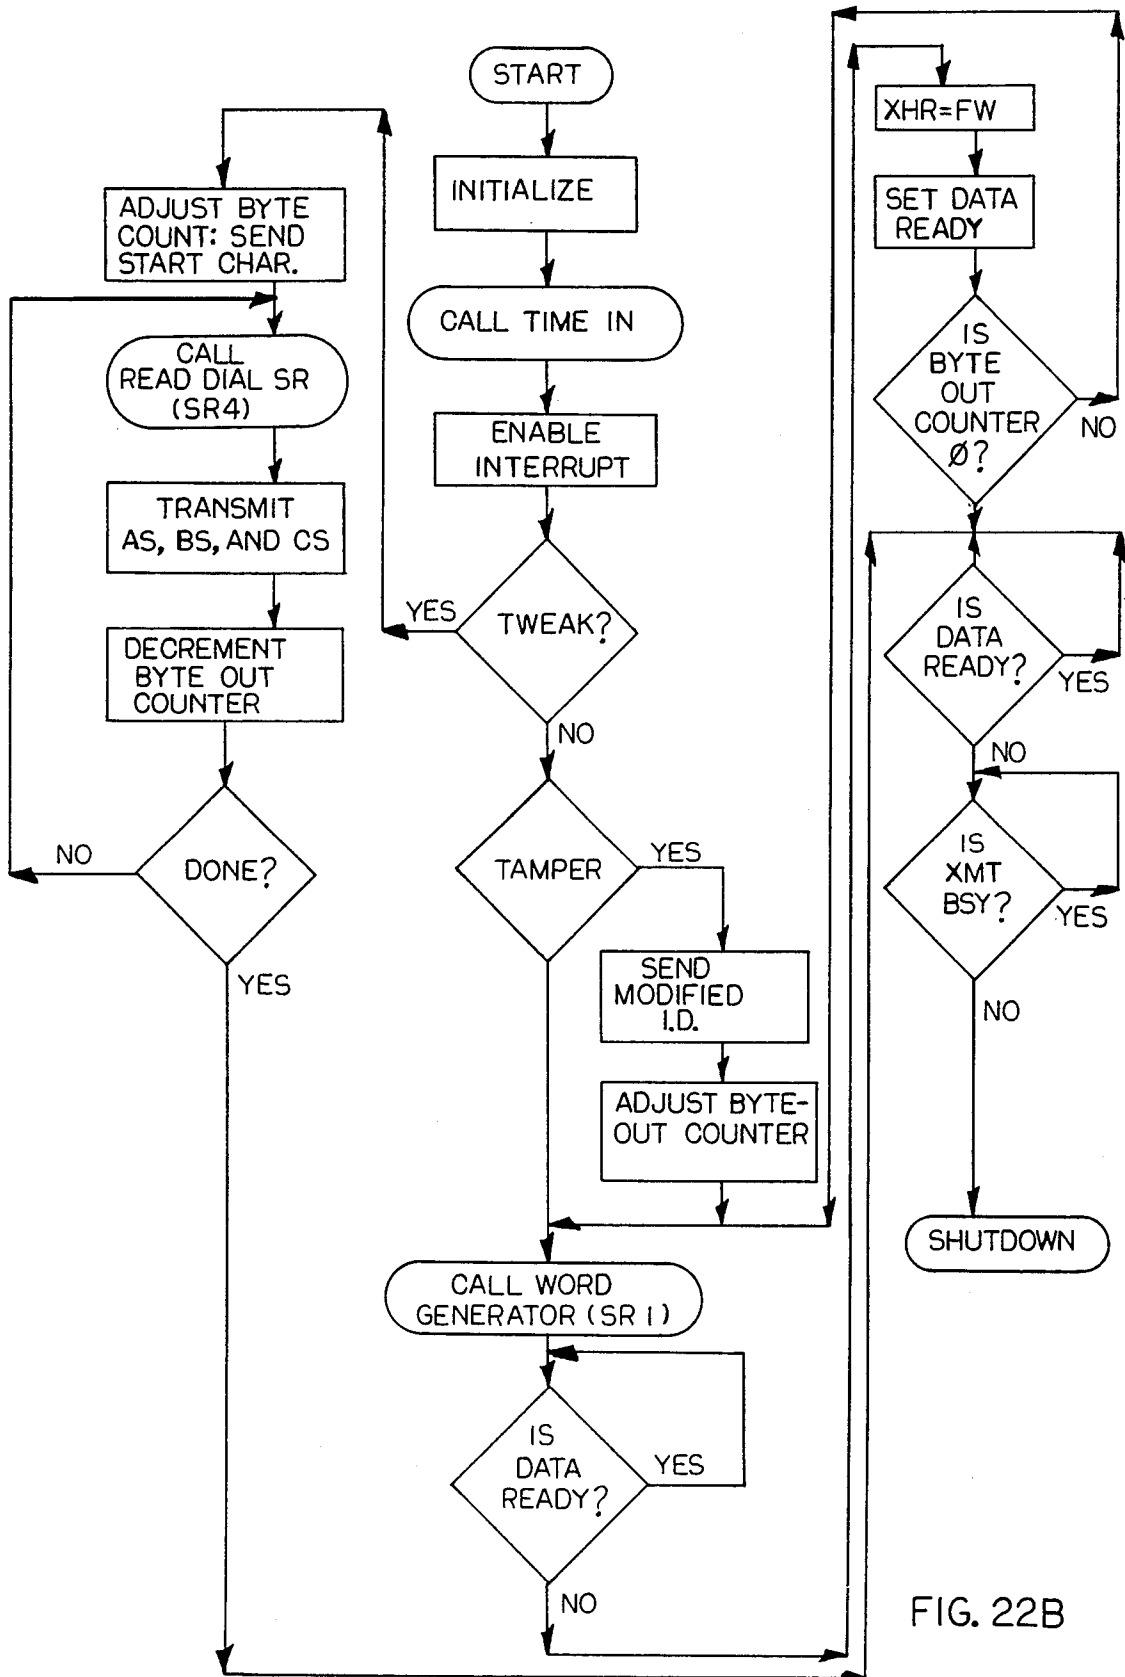 START
INITIALIZE
CALL TIME IN
ENABLE
INTERRUPT
TWEAK?
YES
NO
ADJUST BYTE
COUNT: SEND
START CHAR.
CALL
READ DIAL SR
(SR4)
TRANSMIT
AS, BS, AND CS
DECREMENT
BYTE OUT
COUNTER
DONE?
NO
YES
TAMPER
YES
SEND
MODIFIED
I.D.
ADJUST BYTE-
OUT COUNTER
CALL WORD
GENERATOR (SR 1)
IS
DATA
READY?
YES
NO
XHR=FW
SET DATA
READY
IS
BYTE
OUT
COUNTER
Ø?
NO
IS
DATA
READY?
YES
NO
IS
XMT
BSY?
YES
NO
SHUTDOWN
FIG. 22B